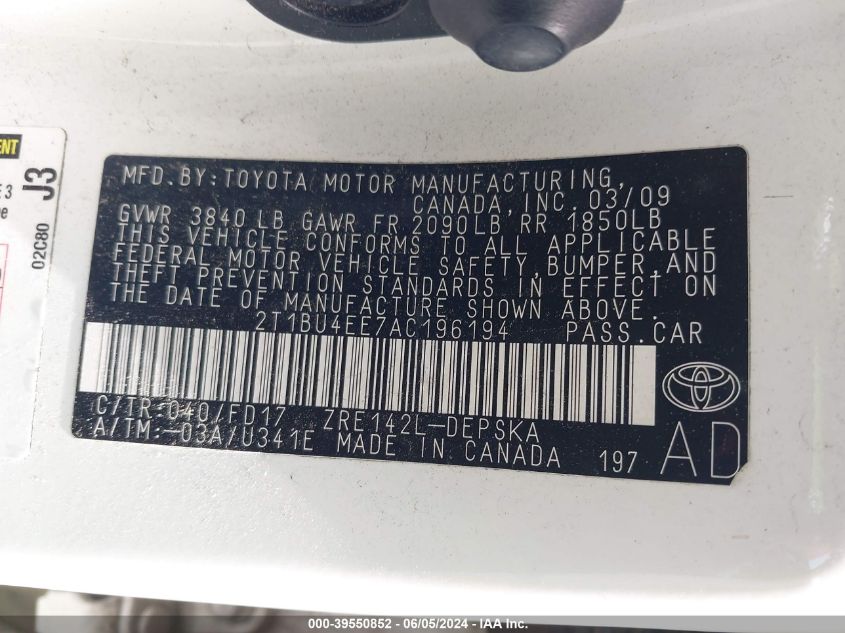 MFD.BY:TOYOTA MOTOR MANUFACTURING,
CANADA, INC. 03/09
GVWR 3840 LB GAWR FR 2090LB RR 1850LB
THIS VEHICLE CONFORMS TO ALL APPLICABLE
FEDERAL MOTOR VEHICLE SAFETY,BUMPER,AND
THEFT PREVENTION STANDARDS IN EFFECT ON
THE DATE OF MANUFACTURE SHOWN ABOVE.
2T1BU4EE7AC196194 PASS.CAR
C/TR:040/FD17 ZRE142L-DEPSKA
A/TM:-03A/U341E MADE IN CANADA 197
AD
J3
02C80
000-39550852 / 06/05/2024 - IAA Inc.